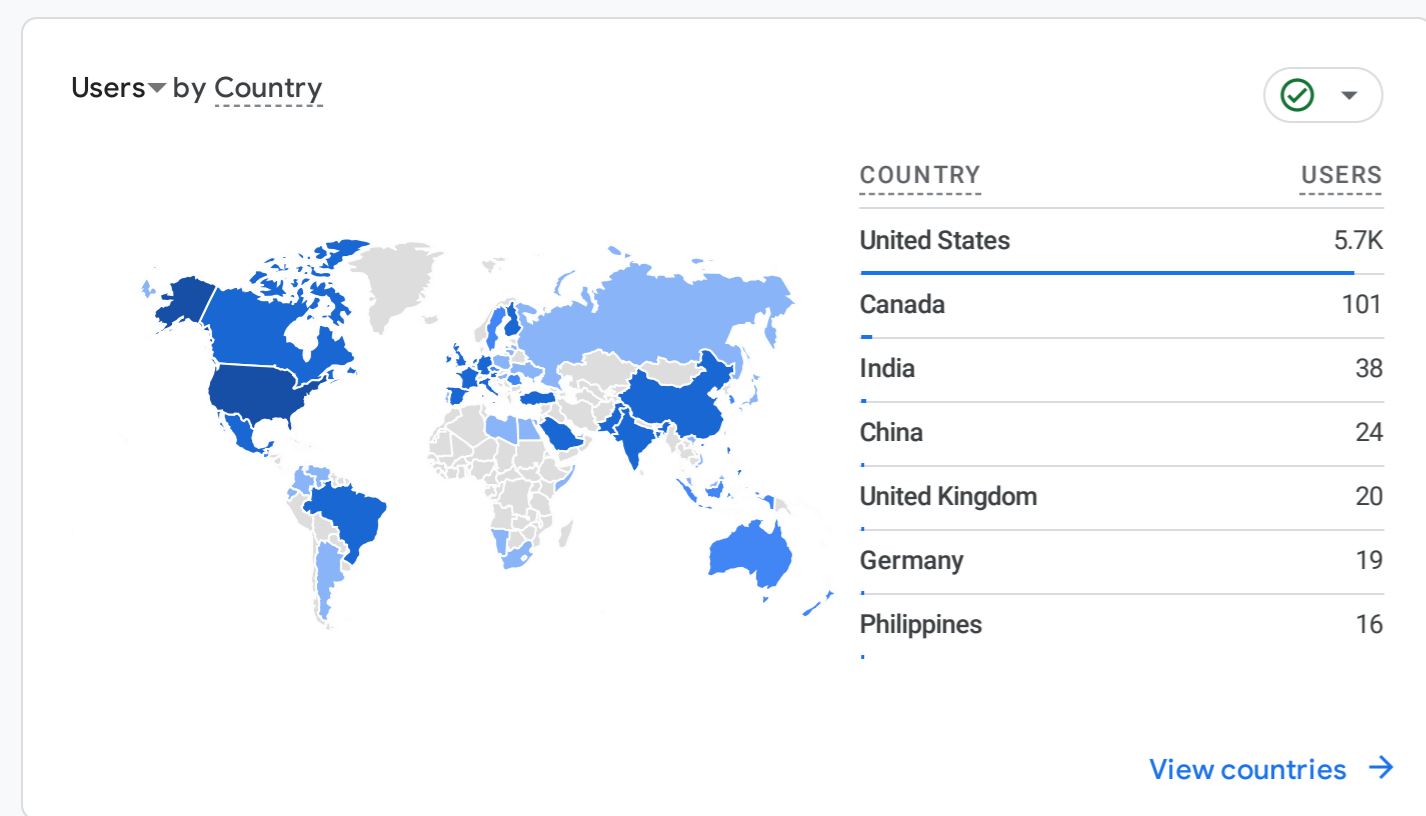 Users by Country
COUNTRY USERS
United States 5.7K
Canada 101
India 38
China 24
United Kingdom 20
Germany 19
Philippines 16
View countries